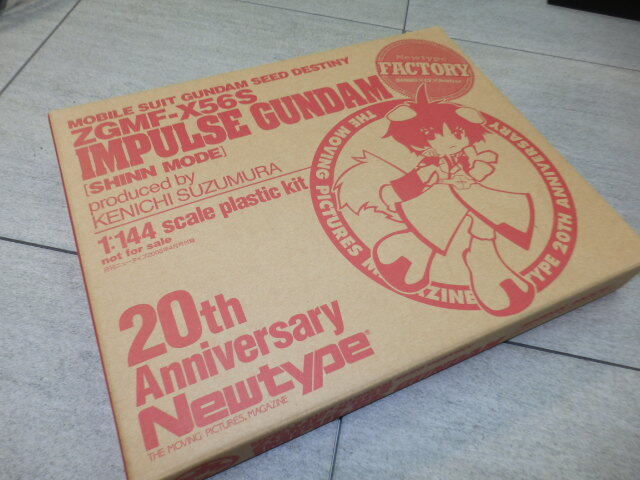 MOBILE SUIT GUNDAM SEED DESTINY
ZGMF-X56S
IMPULSE GUNDAM
[SHINN MODE]
produced by
KENICHI SUZUMURA
1:144 scale plastic kit
not for sale
Newtype
FACTORY
THE MOVING PICTURES MAGAZINE
TYPE 20TH ANNIVERSARY
20th
Anniversary
Newtype
THE MOVING PICTURES, MAGAZINE